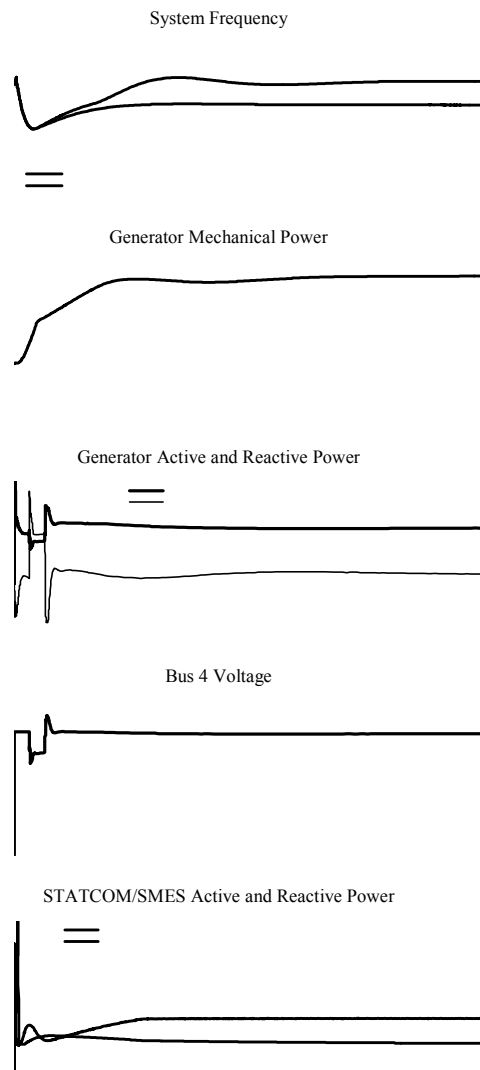 System Frequency
Generator Mechanical Power
Generator Active and Reactive Power
Bus 4 Voltage
STATCOM/SMES Active and Reactive Power